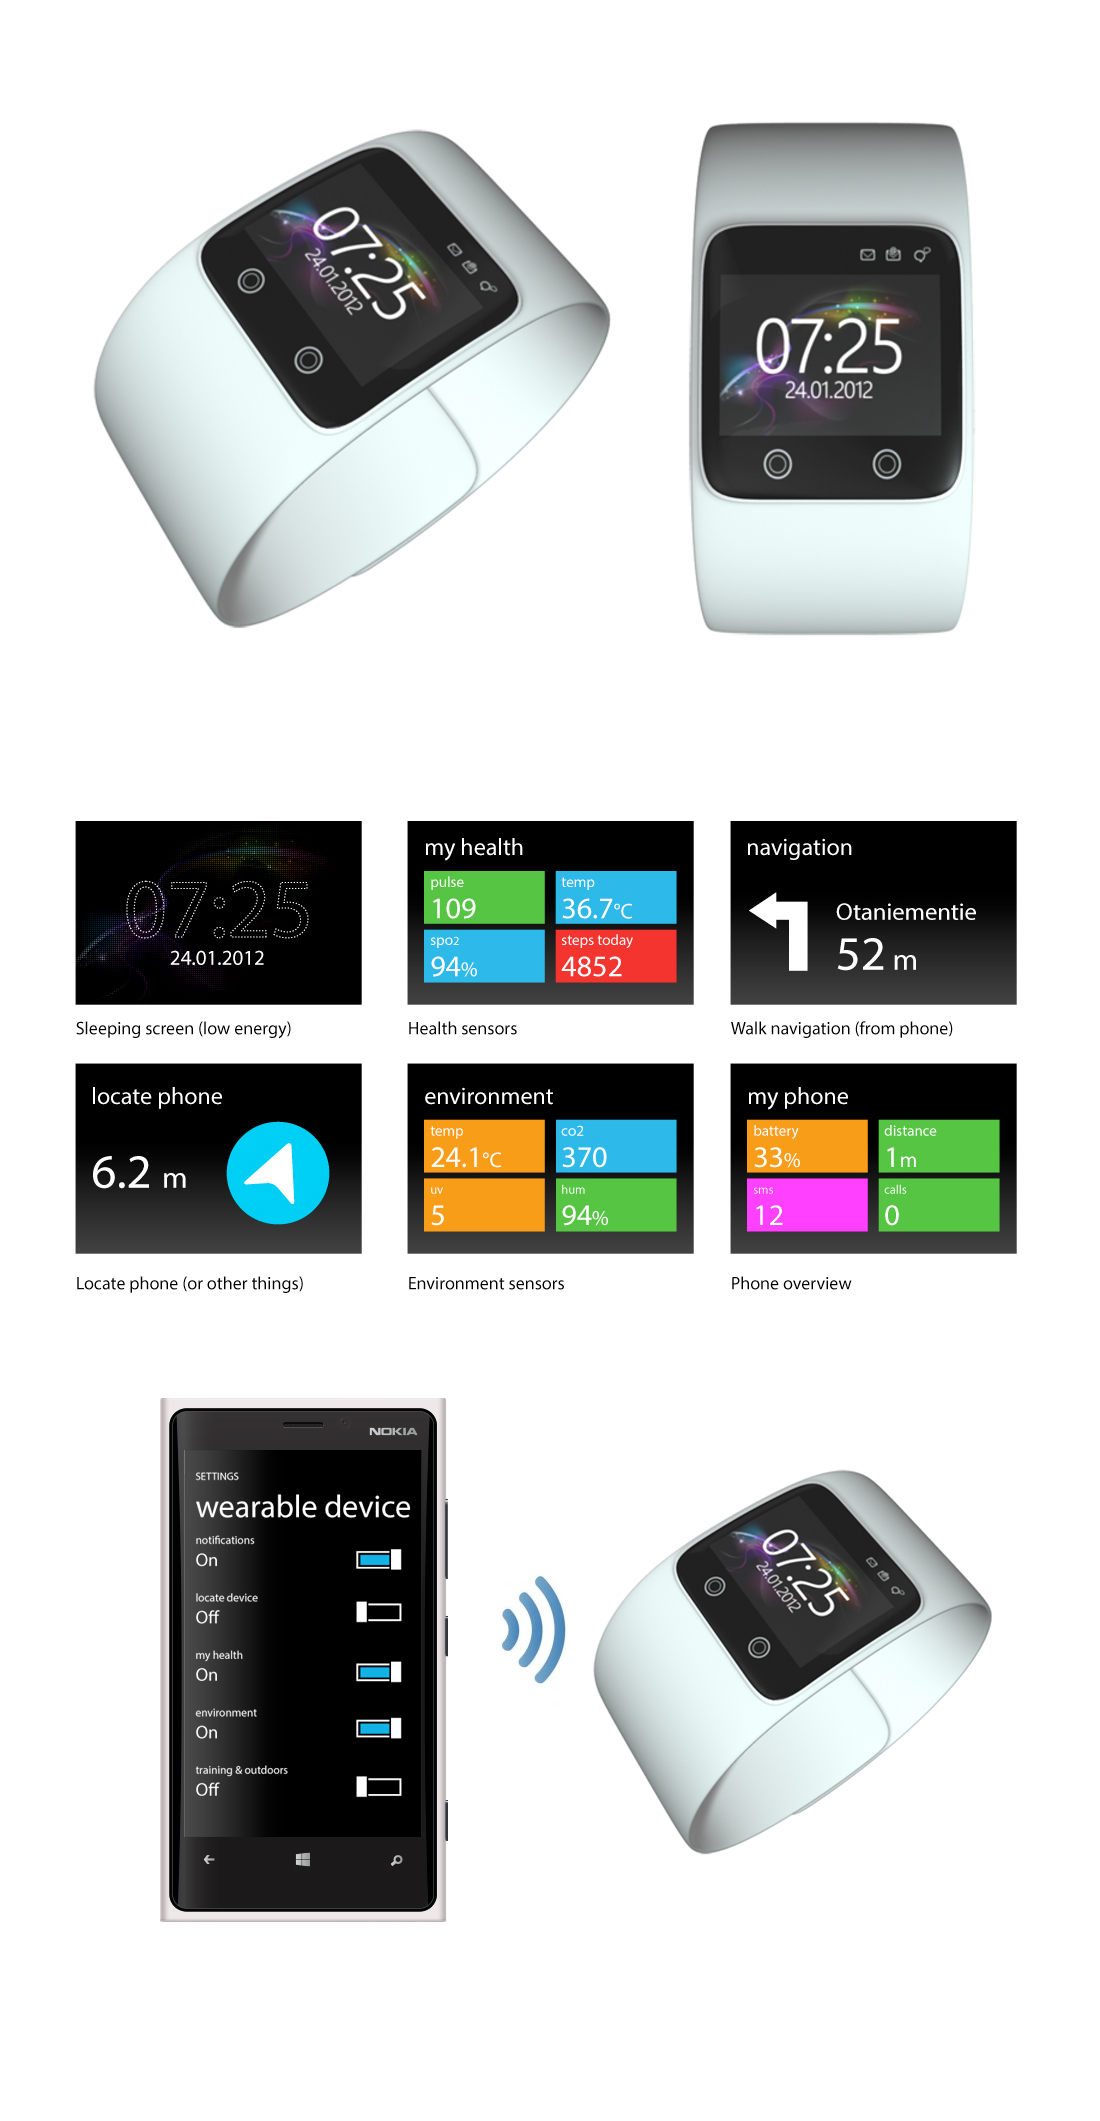 07:25
24.01.2012
07:25
24.01.2012
07:25
24.01.2012
Sleeping screen (low energy)
my health
pulse
109
temp
36.7°C
spo2
94%
steps today
4852
Health sensors
navigation
Otaniementie
52 m
Walk navigation (from phone)
locate phone
6.2 m
Locate phone (or other things)
environment
temp
24.1°C
co2
370
uv
5
hum
94%
Environment sensors
my phone
battery
33%
distance
1m
sms
12
calls
0
Phone overview
NOKIA
SETTINGS
wearable device
notifications
On
locate device
Off
my health
On
environment
On
training & outdoors
Off
07:25
24.01.2012